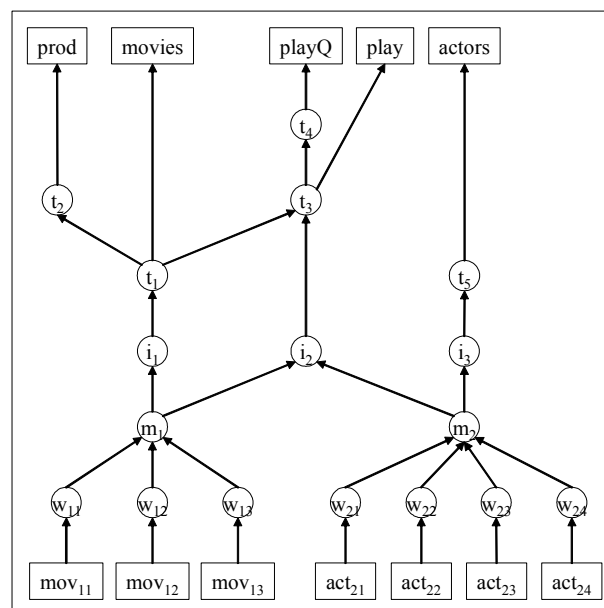 prod movies playQ play actors
t4
t2 t3
t1 t5
i1 i2 i3
m1 m2
w11 w12 w13 w21 w22 w23 w24
mov11 mov12 mov13 act21 act22 act23 act24